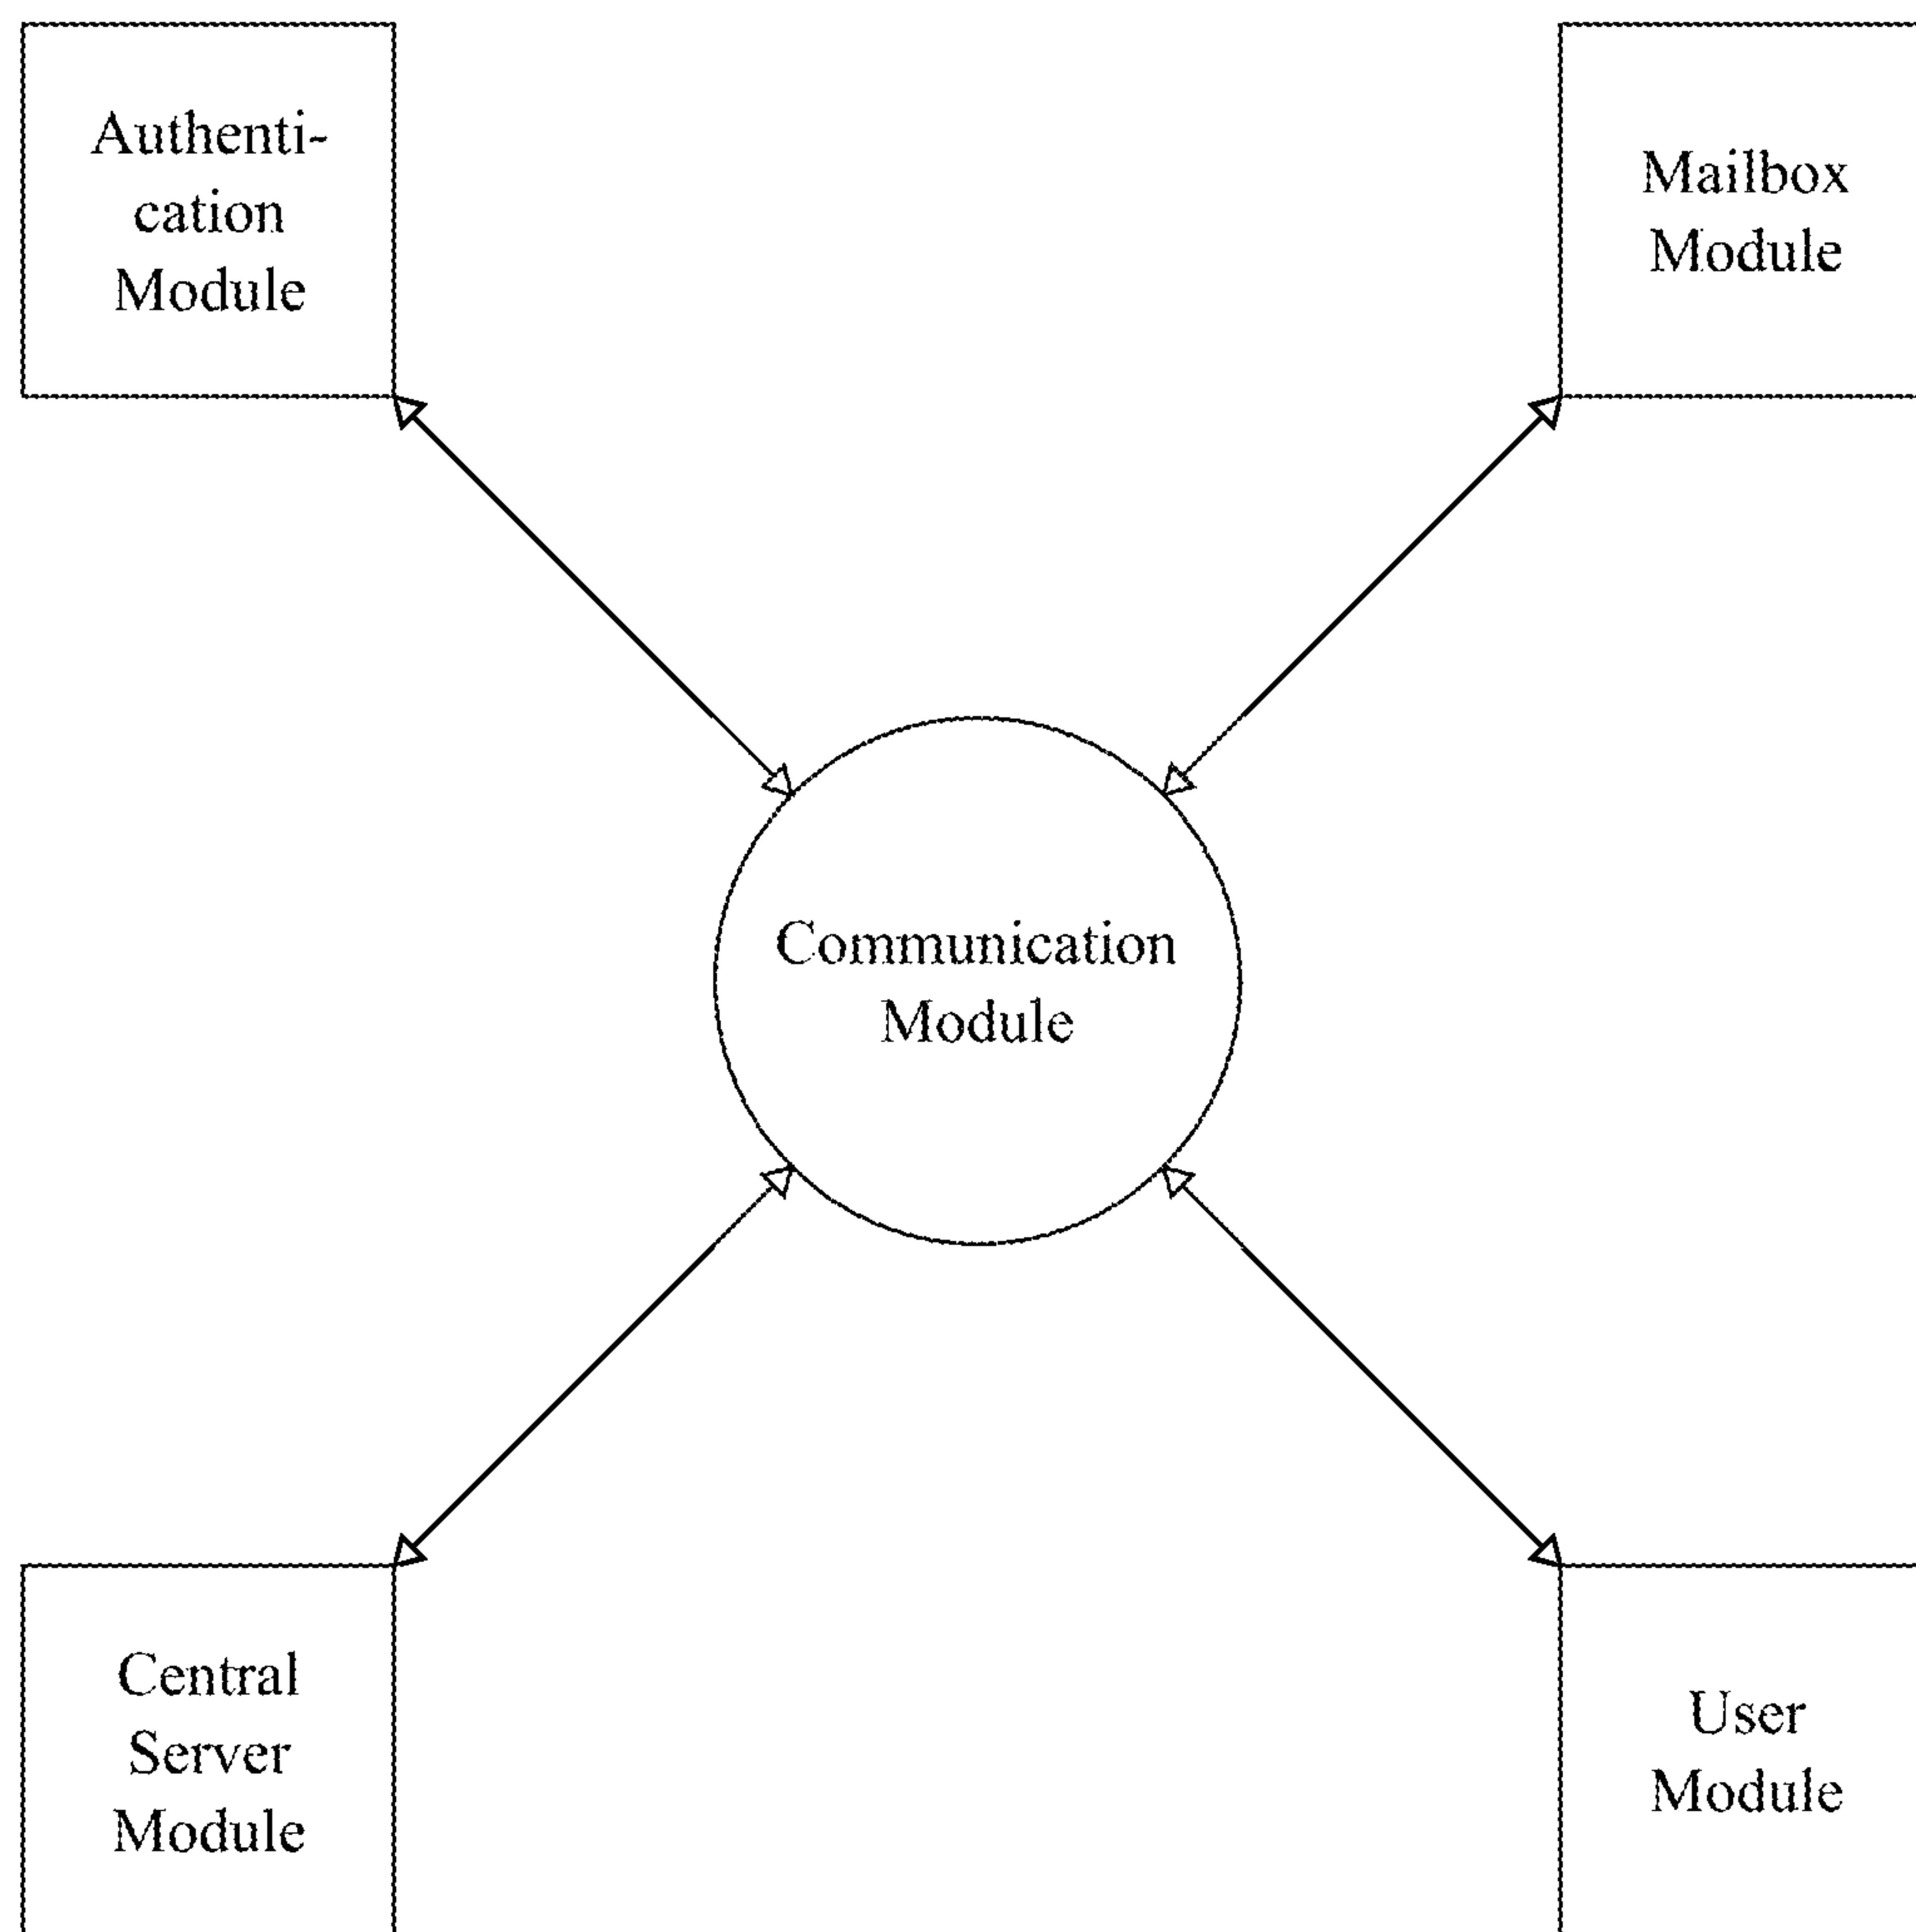 Authenti-
cation
Module
Mailbox
Module
Communication
Module
Central
Server
Module
User
Module